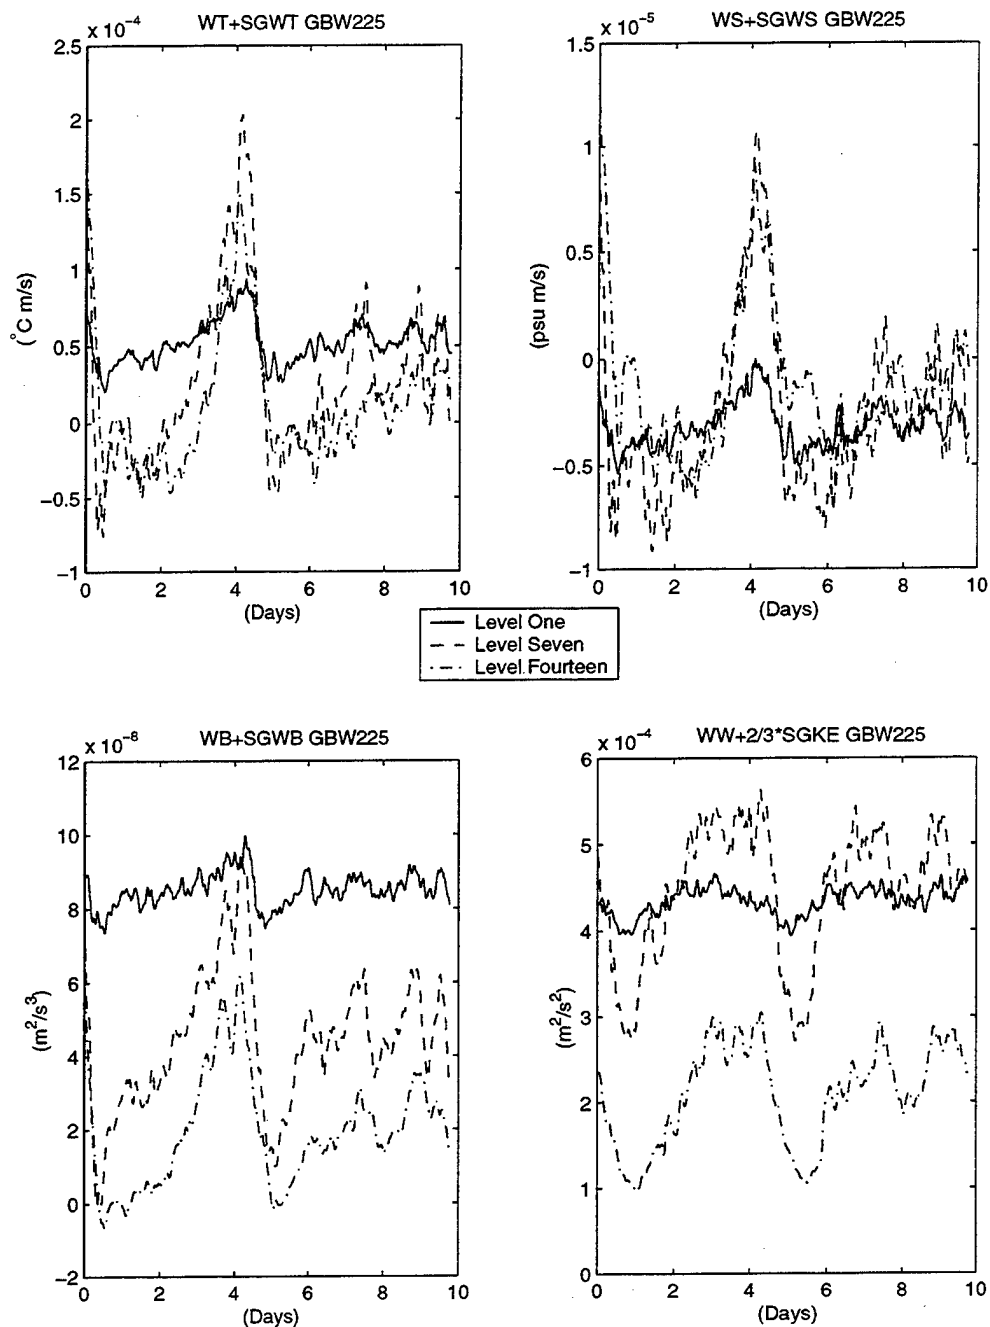 x 10⁻⁴ WT+SGWT GBW225
2.5
2
1.5
1
0.5
0
−0.5
−1
(°C m/s)
0 2 4 6 8 10
(Days)
x 10⁻⁵ WS+SGWS GBW225
1.5
1
0.5
0
−0.5
−1
(psu m/s)
0 2 4 6 8 10
(Days)
Level One
Level Seven
Level Fourteen
x 10⁻⁸ WB+SGWB GBW225
12
10
8
6
4
2
0
−2
(m²/s³)
0 2 4 6 8 10
(Days)
x 10⁻⁴ WW+2/3*SGKE GBW225
6
5
4
3
2
1
0
(m²/s²)
0 2 4 6 8 10
(Days)